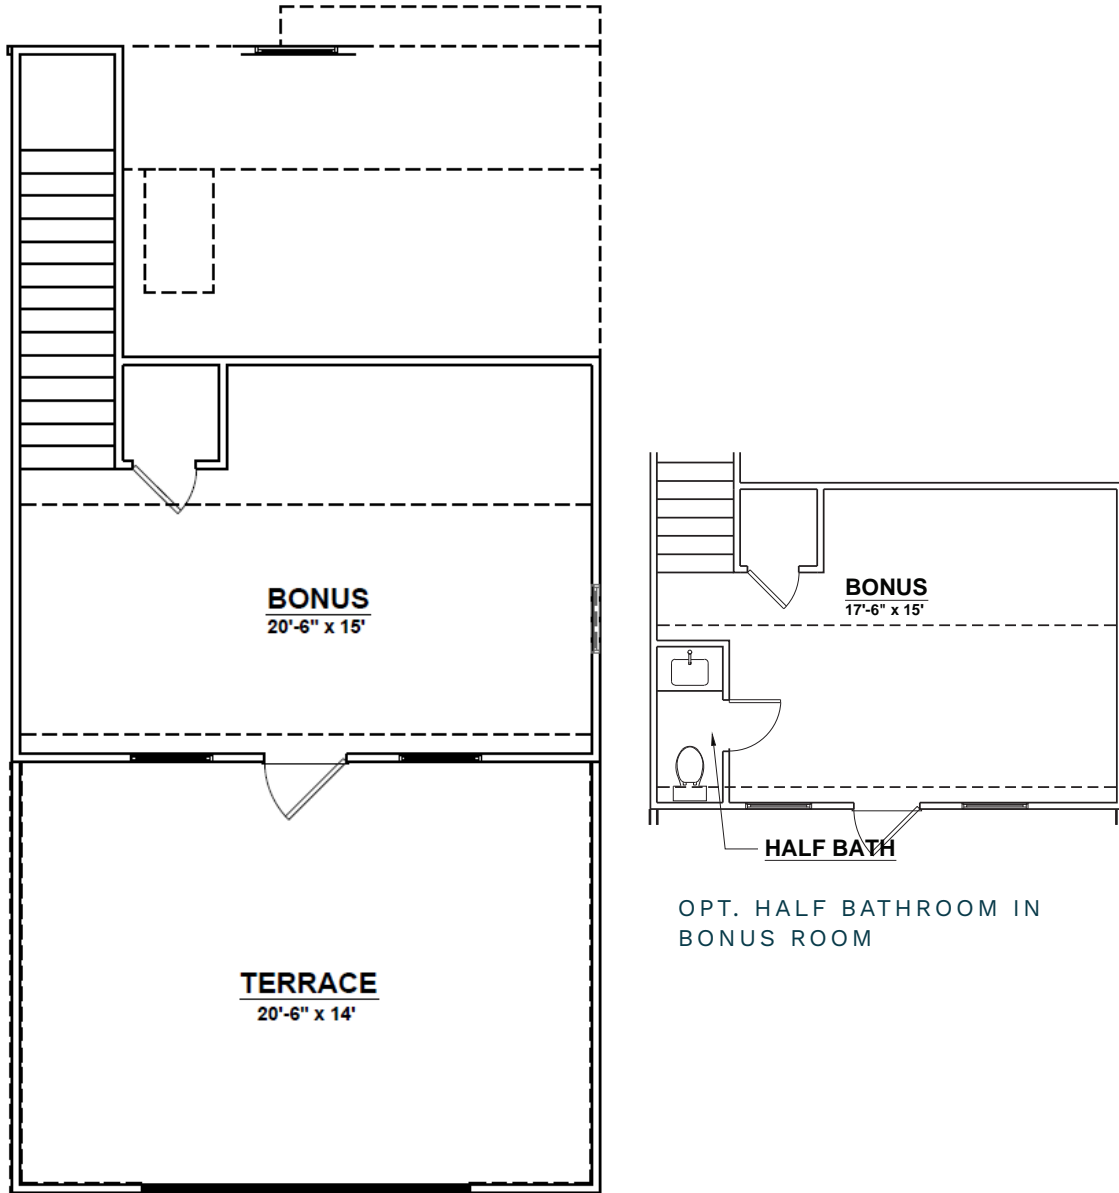 BONUS
20'-6" x 15'
TERRACE
20'-6" x 14'
BONUS
17'-6" x 15'
HALF BATH
OPT. HALF BATHROOM IN
BONUS ROOM